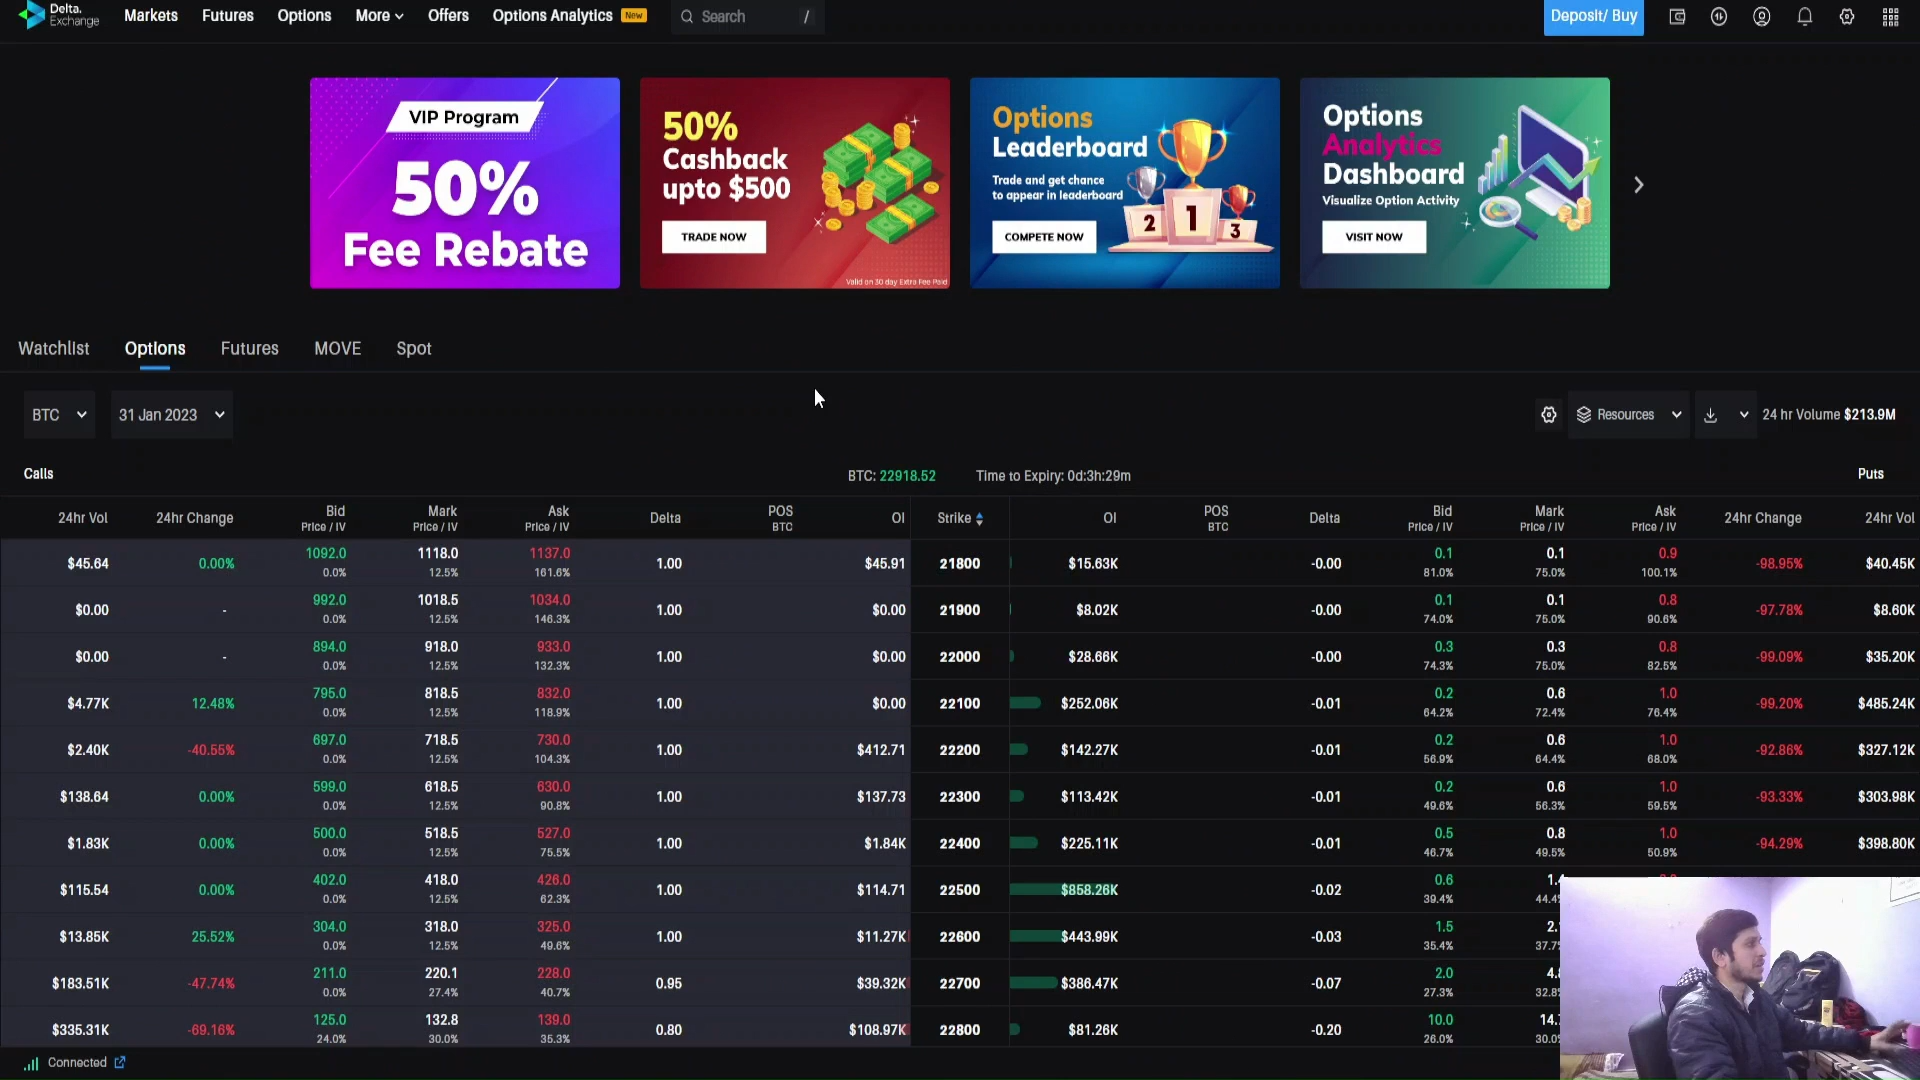 Delta.
Exchange
Markets Futures Options More Offers Options Analytics New Search / Deposit/ Buy
VIP Program
50%
Fee Rebate
50%
Cashback
upto $500
TRADE NOW
Valid on 30 day Extra Fee Paid
Options
Leaderboard
Trade and get chance
to appear in leaderboard
COMPETE NOW
2 1 3
Options
Analytics
Dashboard
Visualize Option Activity
VISIT NOW
Watchlist Options Futures MOVE Spot
BTC 31 Jan 2023 Resources 24 hr Volume $213.9M
Calls BTC: 22918.52 Time to Expiry: 0d:3h:29m Puts
24hr Vol 24hr Change Bid Price / IV Mark Price / IV Ask Price / IV Delta POS BTC OI Strike OI POS BTC Delta Bid Price / IV Mark Price / IV Ask Price / IV 24hr Change 24hr Vol
$45.64 0.00% 1092.0 1118.0 1137.0 1.00 $45.91 21800 $15.63K -0.00 0.1 0.1 0.9 -98.95% $40.45K
0.0% 12.5% 161.6% 81.0% 75.0% 100.1%
$0.00 - 992.0 1018.5 1034.0 1.00 $0.00 21900 $8.02K -0.00 0.1 0.1 0.8 -97.78% $8.60K
0.0% 12.5% 146.3% 74.0% 75.0% 90.6%
$0.00 - 894.0 918.0 933.0 1.00 $0.00 22000 $28.66K -0.00 0.3 0.3 0.8 -99.09% $35.20K
0.0% 12.5% 132.3% 74.3% 75.0% 82.5%
$4.77K 12.48% 795.0 818.5 832.0 1.00 $0.00 22100 $252.06K -0.01 0.2 0.6 1.0 -99.20% $485.24K
0.0% 12.5% 118.9% 64.2% 72.4% 76.4%
$2.40K -40.55% 697.0 718.5 730.0 1.00 $412.71 22200 $142.27K -0.01 0.2 0.6 1.0 -92.86% $327.12K
0.0% 12.5% 104.3% 56.9% 64.4% 68.0%
$138.64 0.00% 599.0 618.5 630.0 1.00 $137.73 22300 $113.42K -0.01 0.2 0.6 1.0 -93.33% $303.98K
0.0% 12.5% 90.8% 49.6% 56.3% 59.5%
$1.83K 0.00% 500.0 518.5 527.0 1.00 $1.84K 22400 $225.11K -0.01 0.5 0.8 1.0 -94.29% $398.80K
0.0% 12.5% 75.5% 46.7% 49.5% 50.9%
$115.54 0.00% 402.0 418.0 426.0 1.00 $114.71 22500 $858.26K -0.02 0.6
0.0% 12.5% 62.3% 39.4%
$13.85K 25.52% 304.0 318.0 325.0 1.00 $11.27K 22600 $443.99K -0.03 1.5
0.0% 12.5% 49.6% 35.4%
$183.51K -47.74% 211.0 220.1 228.0 0.95 $39.32K 22700 $386.47K -0.07 2.0
0.0% 27.4% 40.7% 27.3%
$335.31K -69.16% 125.0 132.8 139.0 0.80 $108.97K 22800 $81.26K -0.20 10.0
24.0% 30.0% 35.3% 26.0%
Connected